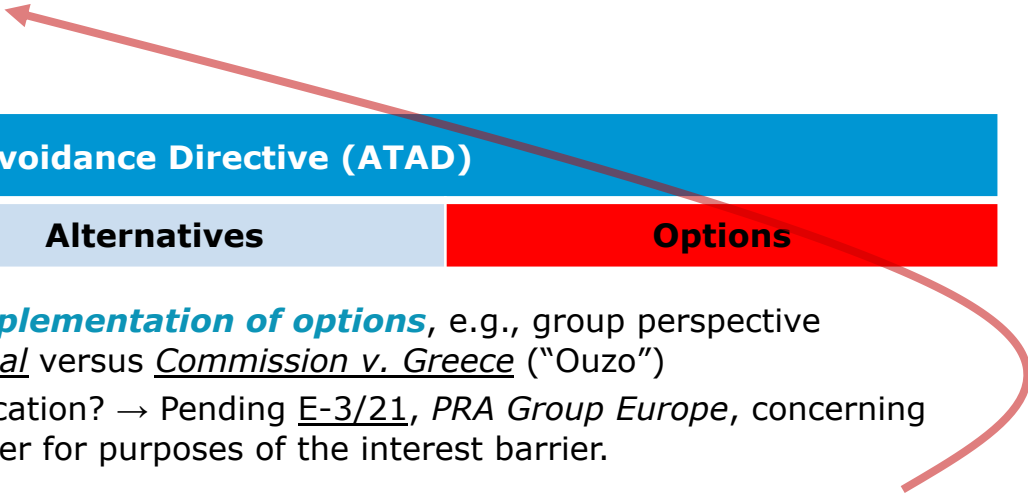 voidance Directive (ATAD)
Alternatives
Options
plementation of options, e.g., group perspective
al versus Commission v. Greece (“Ouzo”)
cation? → Pending E-3/21, PRA Group Europe, concerning
er for purposes of the interest barrier.